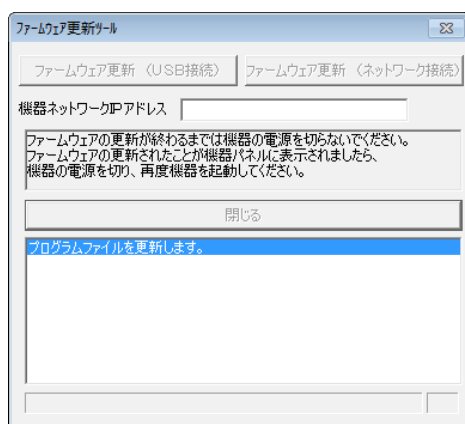 ファームウェア更新ツール
ファームウェア更新（USB接続）
ファームウェア更新（ネットワーク接続）
機器ネットワークIPアドレス
ファームウェアの更新が終わるまでは機器の電源を切らないでください。
ファームウェアの更新されたことが機器パネルに表示されましたら、
機器の電源を切り、再度機器を起動してください。
閉じる
プログラムファイルを更新します。